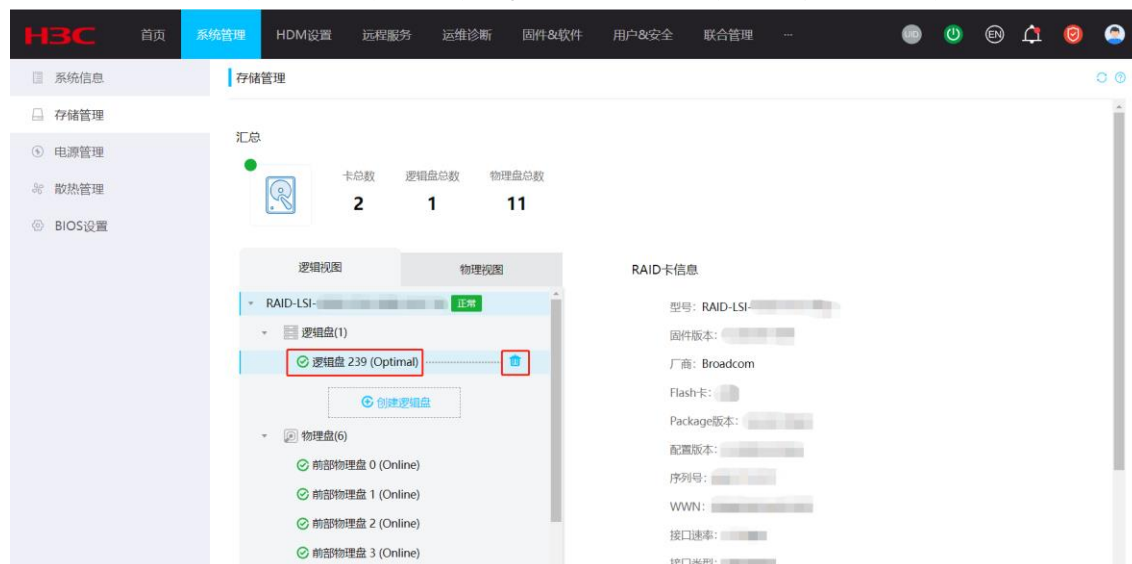 H3C 首页 系统管理 HDM设置 远程服务 运维诊断 固件&软件 用户&安全 联合管理 ... UID EN
系统信息
存储管理
电源管理
散热管理
BIOS设置
存储管理
汇总
卡总数 逻辑盘总数 物理盘总数
2 1 11
逻辑视图 物理视图
RAID-LSI- 正常
逻辑盘(1)
逻辑盘 239 (Optimal)
创建逻辑盘
物理盘(6)
前部物理盘 0 (Online)
前部物理盘 1 (Online)
前部物理盘 2 (Online)
前部物理盘 3 (Online)
RAID卡信息
型号: RAID-LSI-
固件版本:
厂商: Broadcom
Flash卡:
Package版本:
配置版本:
序列号:
WWN:
接口速率:
接口类型: